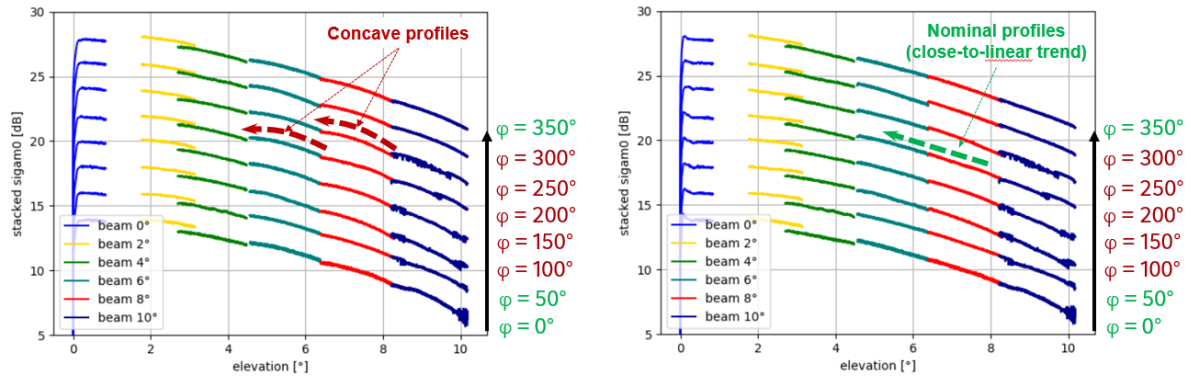 30
25
20
15
10
5
stacked sigam0 [dB]
Concave profiles
beam 0°
beam 2°
beam 4°
beam 6°
beam 8°
beam 10°
0
2
4
6
8
10
elevation [°]
φ = 350°
φ = 300°
φ = 250°
φ = 200°
φ = 150°
φ = 100°
φ = 50°
φ = 0°
30
25
20
15
10
5
stacked sigam0 [dB]
Nominal profiles
(close-to-linear trend)
beam 0°
beam 2°
beam 4°
beam 6°
beam 8°
beam 10°
0
2
4
6
8
10
elevation [°]
φ = 350°
φ = 300°
φ = 250°
φ = 200°
φ = 150°
φ = 100°
φ = 50°
φ = 0°